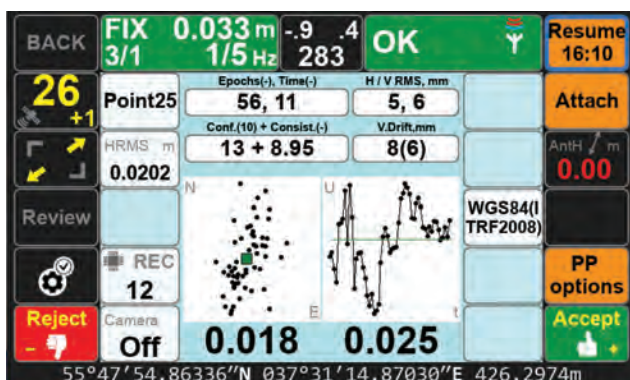 BACK
FIX 0.033 m
3/1 1/5 Hz
-.9 .4
283
OK
Resume
16:10
26
+1
Point25
Epochs(-), Time(-)
56, 11
H / V RMS, mm
5, 6
Attach
Conf.(10) + Consist.(-)
13 + 8.95
V.Drift,mm
8(6)
HRMS m
0.0202
AntH m
0.00
N
E
U
t
Review
WGS84(I
TRF2008)
REC
12
PP
options
Reject
-
Camera
Off
0.018
0.025
Accept
+
55°47'54.86336"N 037°31'14.87030"E 426.2974m